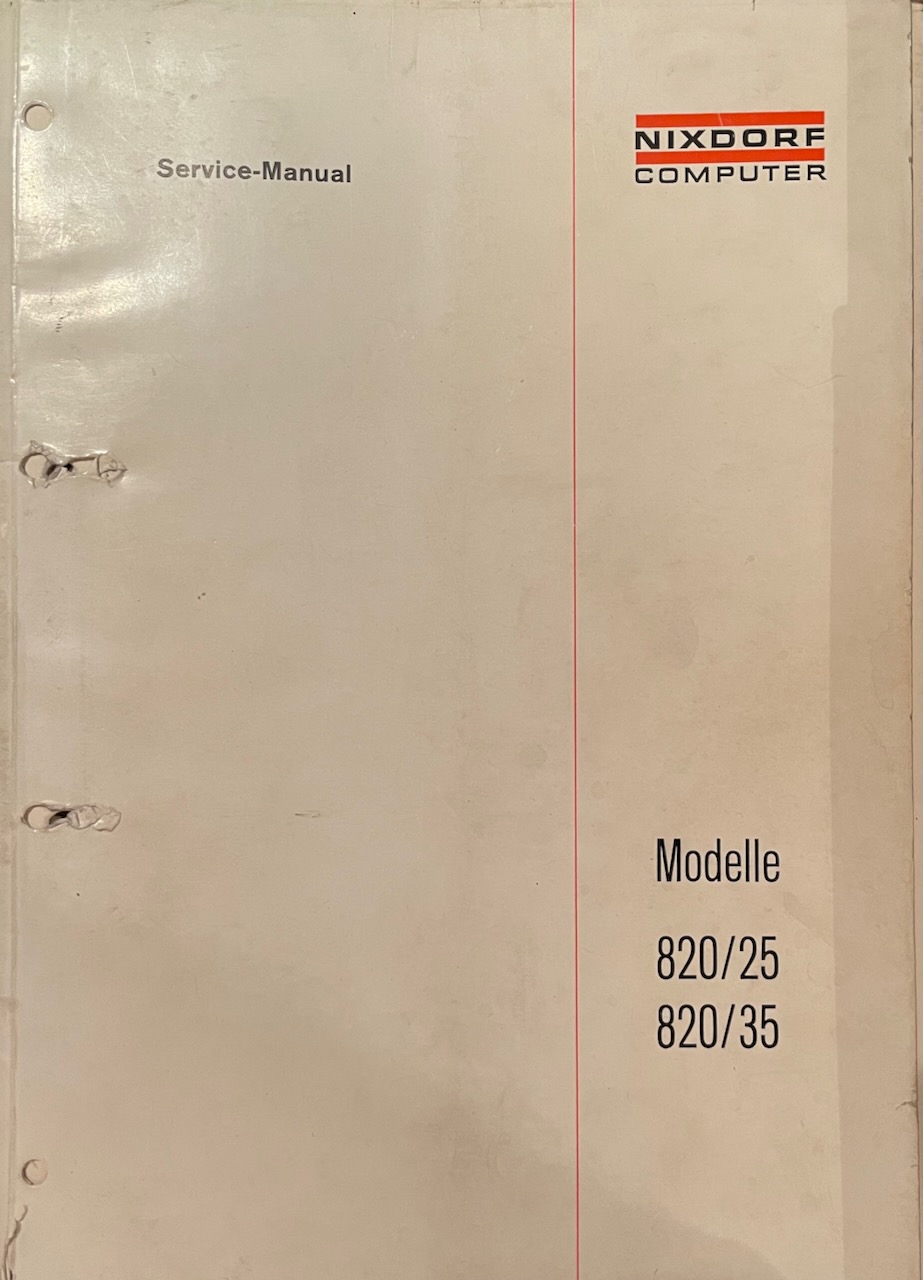 Service-Manual
NIXDORF
COMPUTER
Modelle
820/25
820/35